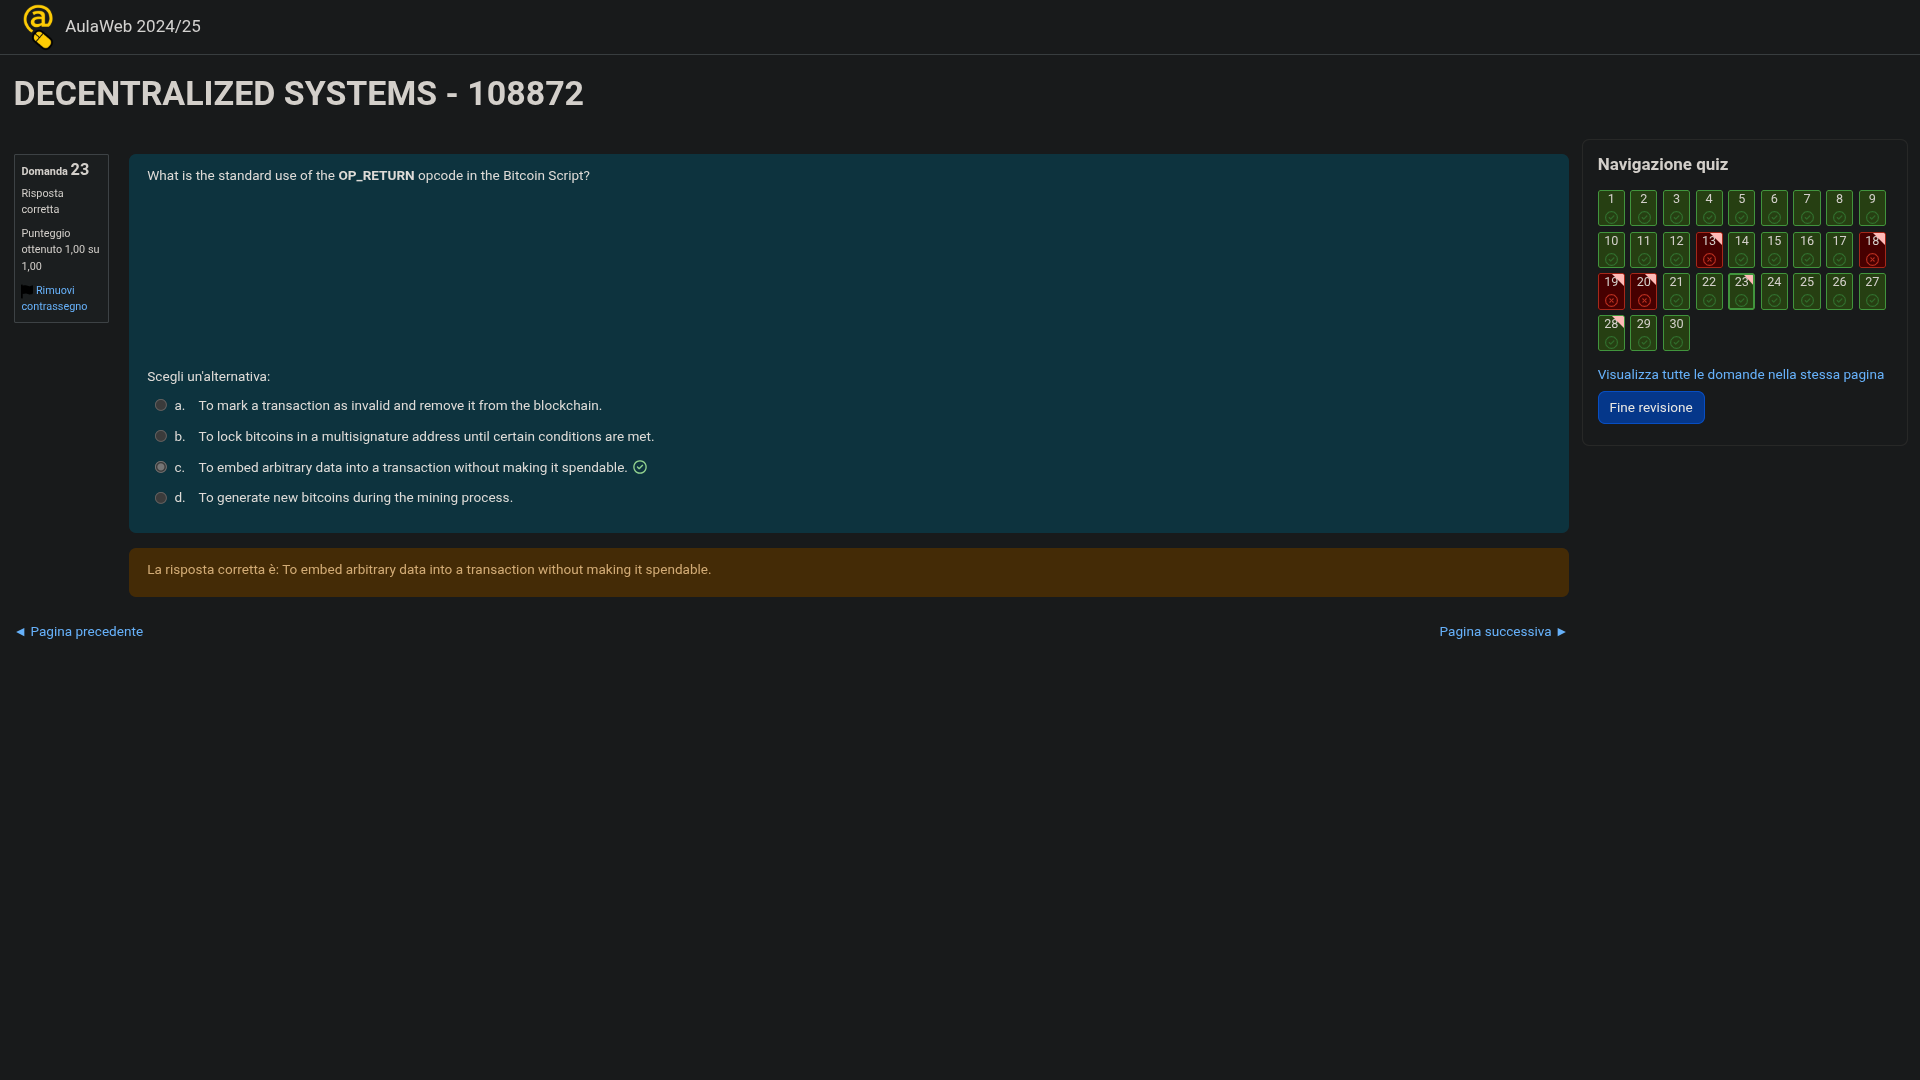 AulaWeb 2024/25
DECENTRALIZED SYSTEMS - 108872
Domanda 23
Risposta
corretta
Punteggio
ottenuto 1,00 su
1,00
Rimuovi
contrassegno
What is the standard use of the OP_RETURN opcode in the Bitcoin Script?
Scegli un'alternativa:
a. To mark a transaction as invalid and remove it from the blockchain.
b. To lock bitcoins in a multisignature address until certain conditions are met.
c. To embed arbitrary data into a transaction without making it spendable.
d. To generate new bitcoins during the mining process.
La risposta corretta è: To embed arbitrary data into a transaction without making it spendable.
◄ Pagina precedente
Pagina successiva ►
Navigazione quiz
1 2 3 4 5 6 7 8 9
10 11 12 13 14 15 16 17 18
19 20 21 22 23 24 25 26 27
28 29 30
Visualizza tutte le domande nella stessa pagina
Fine revisione